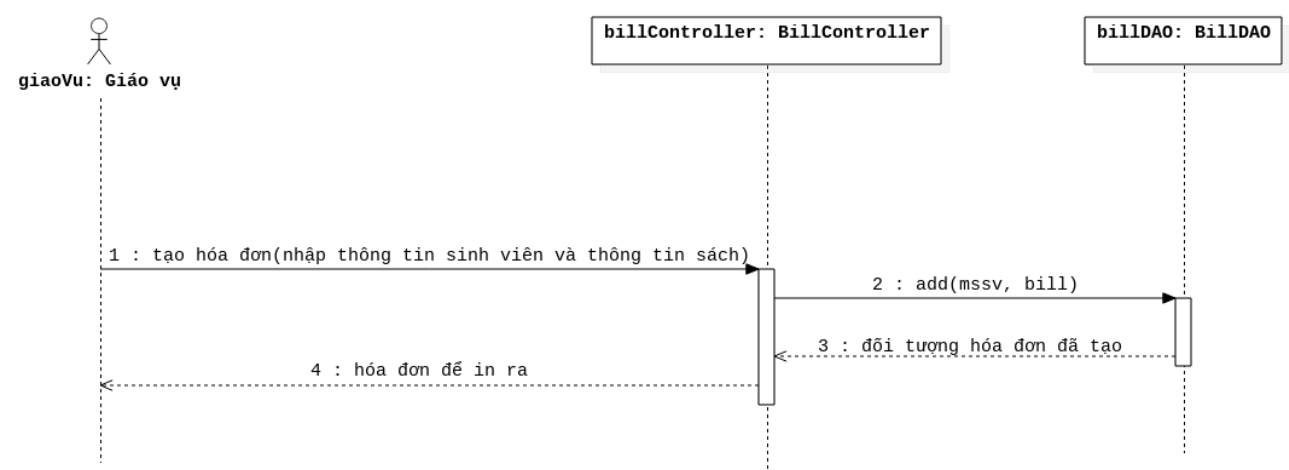 billController: BillController
billDAO: BillDAO
giaoVu: Giáo vụ
1 : tạo hóa đơn(nhập thông tin sinh viên và thông tin sách)
2 : add(mssv, bill)
3 : đối tượng hóa đơn đã tạo
4 : hóa đơn để in ra